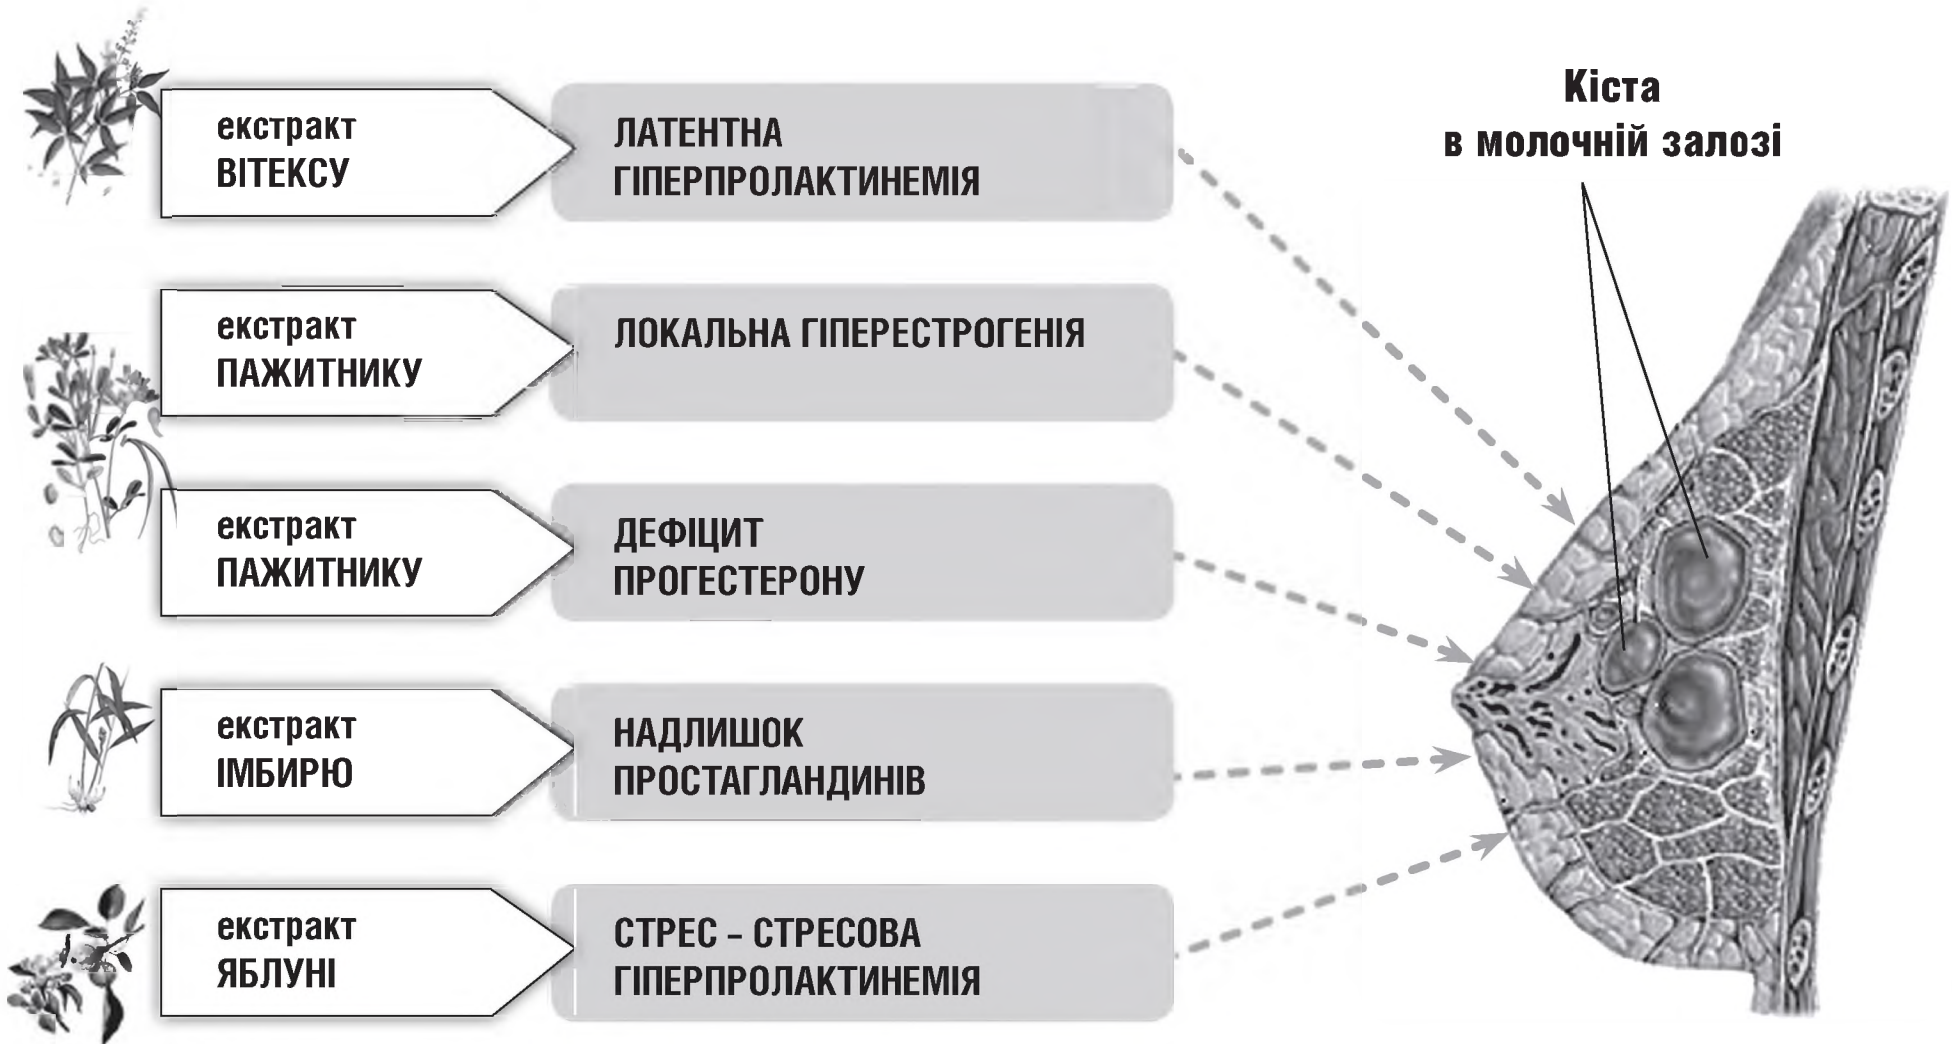 Кіста
в молочній залозі
екстракт
ВІТЕКСУ
ЛАТЕНТНА
ГІПЕРПРОЛАКТИНЕМІЯ
екстракт
ПАЖИТНИКУ
ЛОКАЛЬНА ГІПЕРЕСТРОГЕНІЯ
екстракт
ПАЖИТНИКУ
ДЕФІЦИТ
ПРОГЕСТЕРОНУ
екстракт
ІМБИРЮ
НАДЛИШОК
ПРОСТАГЛАНДИНІВ
екстракт
ЯБЛУНІ
СТРЕС – СТРЕСОВА
ГІПЕРПРОЛАКТИНЕМІЯ